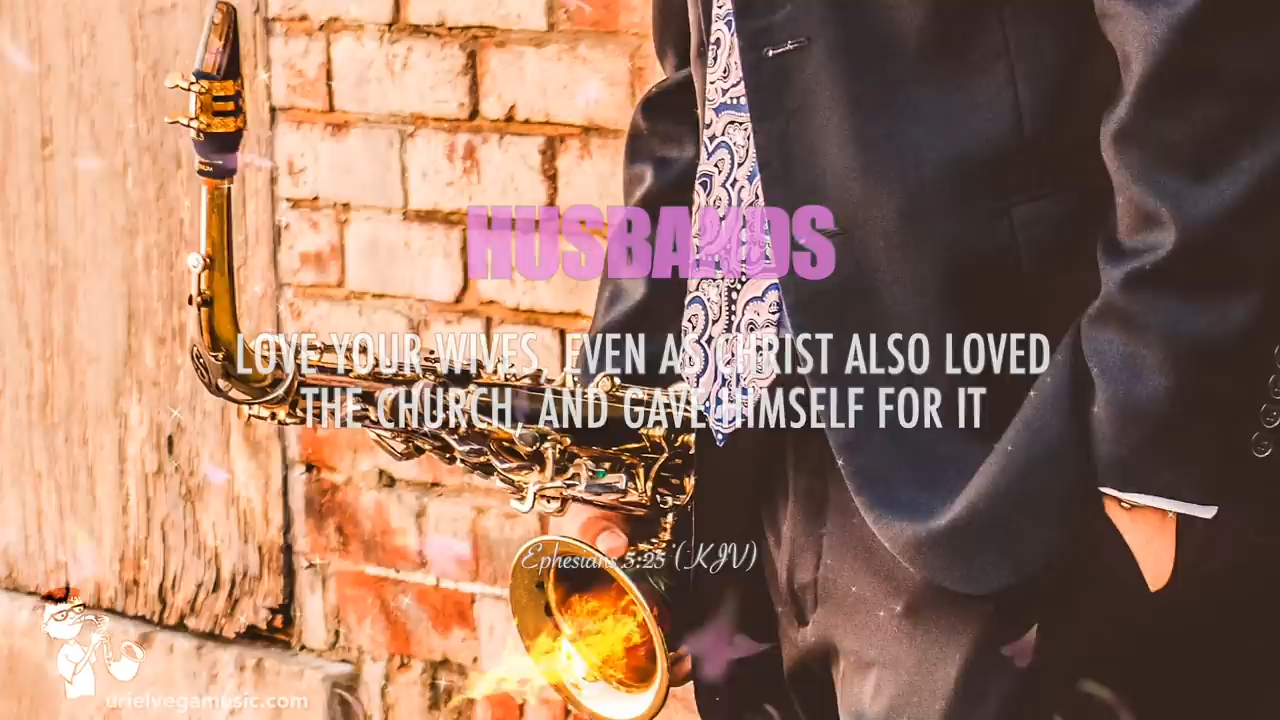 HUSBANDS
LOVE YOUR WIVES, EVEN AS CHRIST ALSO LOVED
THE CHURCH, AND GAVE HIMSELF FOR IT
Ephesians 5:25 (KJV)
urielvegamusic.com